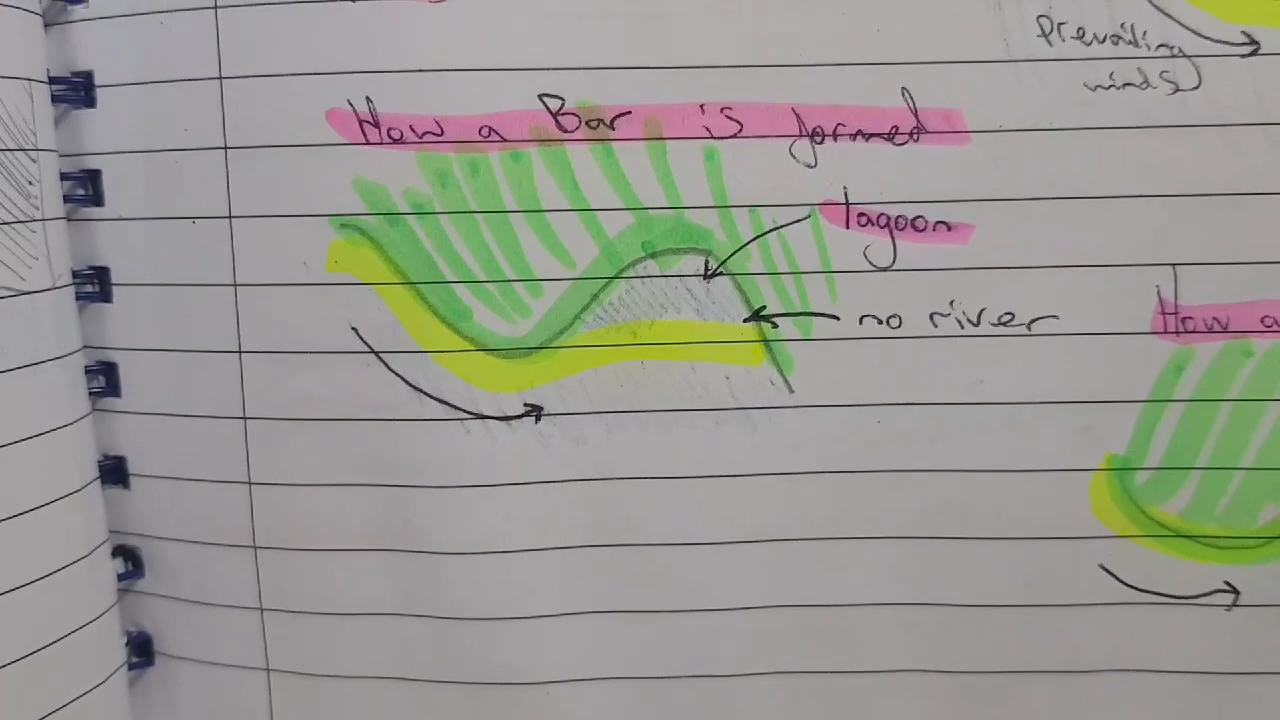 Prevailing
winds
How a Bar is formed
lagoon
no river
How a